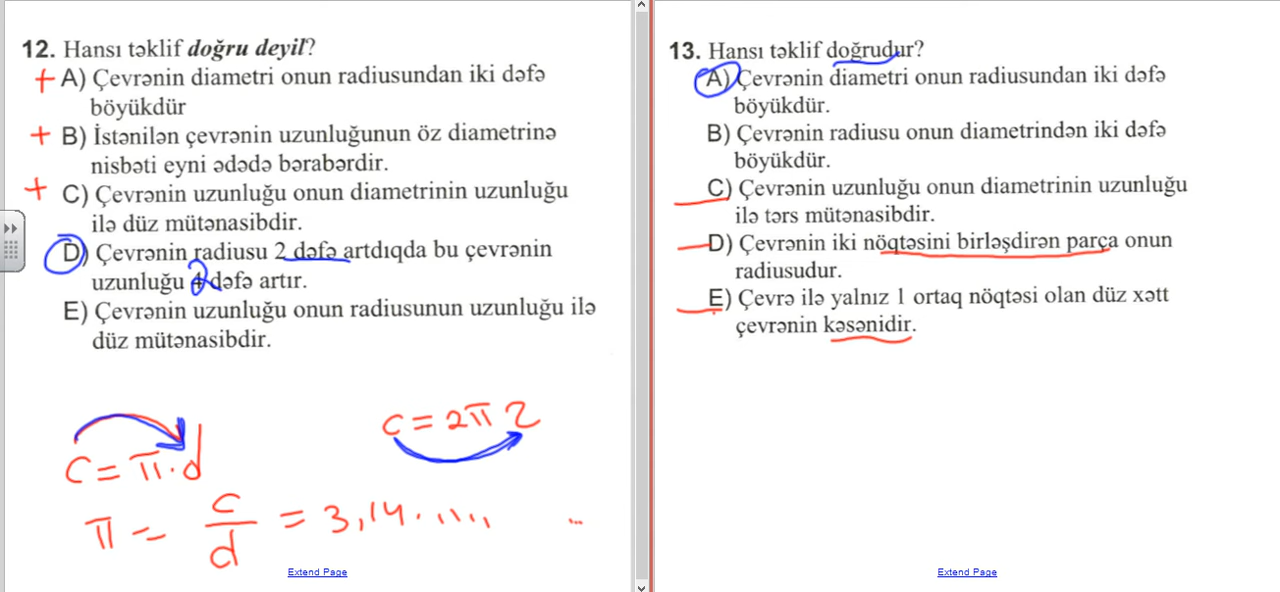 12. Hansı təklif doğru deyil?
+ A) Çevrənin diametri onun radiusundan iki dəfə
böyükdür
+ B) İstənilən çevrənin uzunluğunun öz diametrinə
nisbəti eyni ədədə bərabərdir.
+ C) Çevrənin uzunluğu onun diametrinin uzunluğu
ilə düz mütənasibdir.
D) Çevrənin radiusu 2 dəfə artdıqda bu çevrənin
uzunluğu 2 dəfə artır.
E) Çevrənin uzunluğu onun radiusunun uzunluğu ilə
düz mütənasibdir.
C = π · d
C = 2π r
π = C/d = 3,14.....
...
Extend Page
13. Hansı təklif doğrudur?
A) Çevrənin diametri onun radiusundan iki dəfə
böyükdür.
B) Çevrənin radiusu onun diametrindən iki dəfə
böyükdür.
C) Çevrənin uzunluğu onun diametrinin uzunluğu
ilə tərs mütənasibdir.
D) Çevrənin iki nöqtəsini birləşdirən parça onun
radiusudur.
E) Çevrə ilə yalnız 1 ortaq nöqtəsi olan düz xətt
çevrənin kəsənidir.
Extend Page